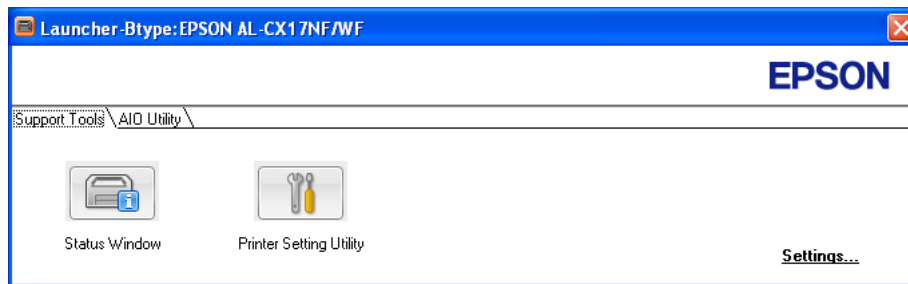 Launcher-Btype:EPSON AL-CX17NF/WF
EPSON
Support Tools AIO Utility
Status Window Printer Setting Utility
Settings...